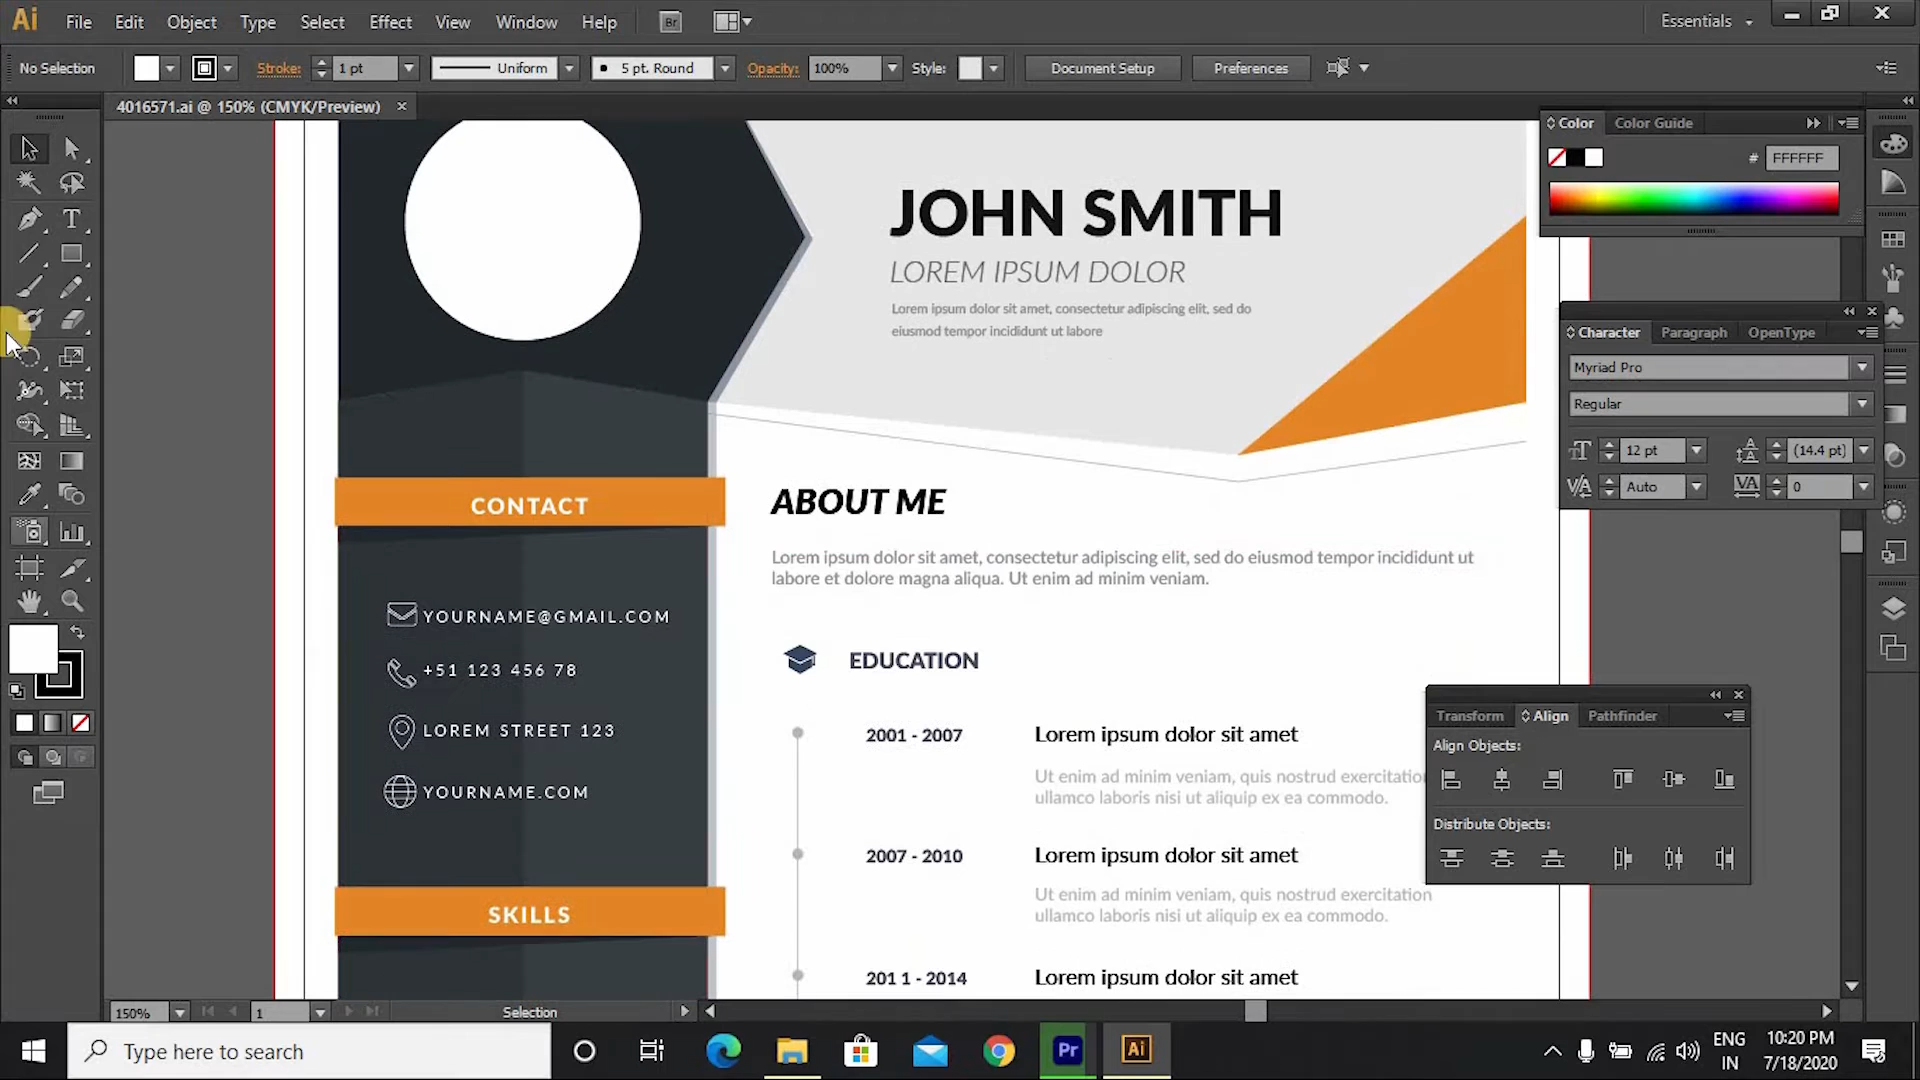 Ai File Edit Object Type Select Effect View Window Help Br Essentials
No Selection Stroke: 1 pt Uniform 5 pt. Round Opacity: 100% Style: Document Setup Preferences
4016571.ai @ 150% (CMYK/Preview)
Color Color Guide
# FFFFFF
JOHN SMITH
LOREM IPSUM DOLOR
Lorem ipsum dolor sit amet, consectetur adipiscing elit, sed do
eiusmod tempor incididunt ut labore
Character Paragraph OpenType
Myriad Pro
Regular
12 pt (14.4 pt)
Auto 0
CONTACT
YOURNAME@GMAIL.COM
+51 123 456 78
LOREM STREET 123
YOURNAME.COM
SKILLS
ABOUT ME
Lorem ipsum dolor sit amet, consectetur adipiscing elit, sed do eiusmod tempor incididunt ut
labore et dolore magna aliqua. Ut enim ad minim veniam.
EDUCATION
2001 - 2007 Lorem ipsum dolor sit amet
Ut enim ad minim veniam, quis nostrud exercitation
ullamco laboris nisi ut aliquip ex ea commodo.
2007 - 2010 Lorem ipsum dolor sit amet
Ut enim ad minim veniam, quis nostrud exercitation
ullamco laboris nisi ut aliquip ex ea commodo.
201 1 - 2014 Lorem ipsum dolor sit amet
Transform Align Pathfinder
Align Objects:
Distribute Objects:
150% 1 Selection
Type here to search
Pr Ai
ENG 10:20 PM
IN 7/18/2020